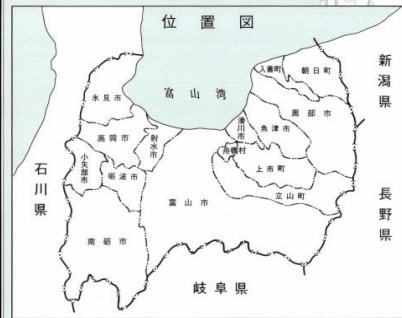 位置図
新潟県
入善町
朝日町
富山湾
黒部市
氷見市
滑川市
魚津市
高岡市
射水市
舟橋村
小矢部市
砺波市
上市町
石川県
立山町
富山市
長野県
南砺市
岐阜県